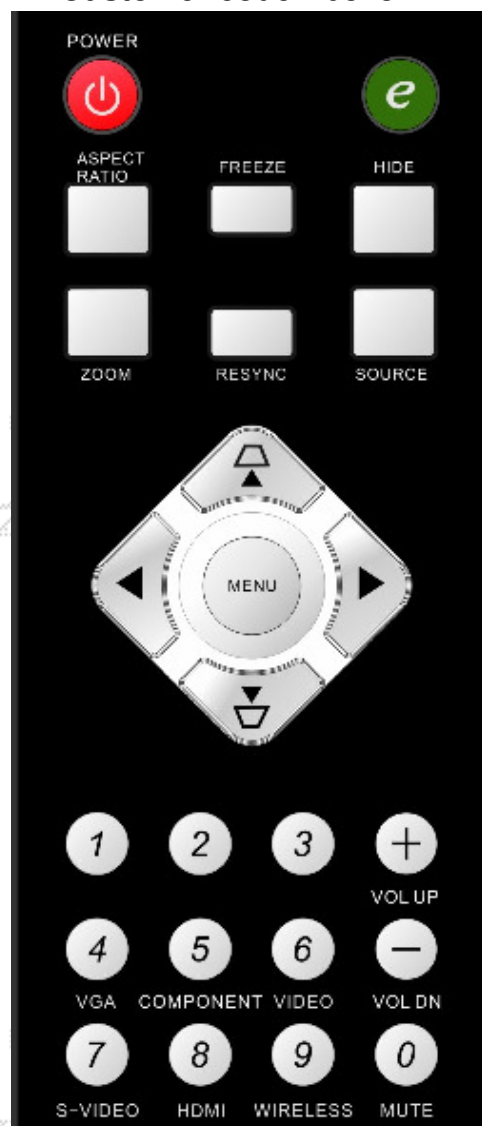 POWER
e
ASPECT
RATIO
FREEZE
HIDE
ZOOM
RESYNC
SOURCE
MENU
1 2 3 +
VOL UP
4 5 6 −
VGA COMPONENT VIDEO VOL DN
7 8 9 0
S-VIDEO HDMI WIRELESS MUTE